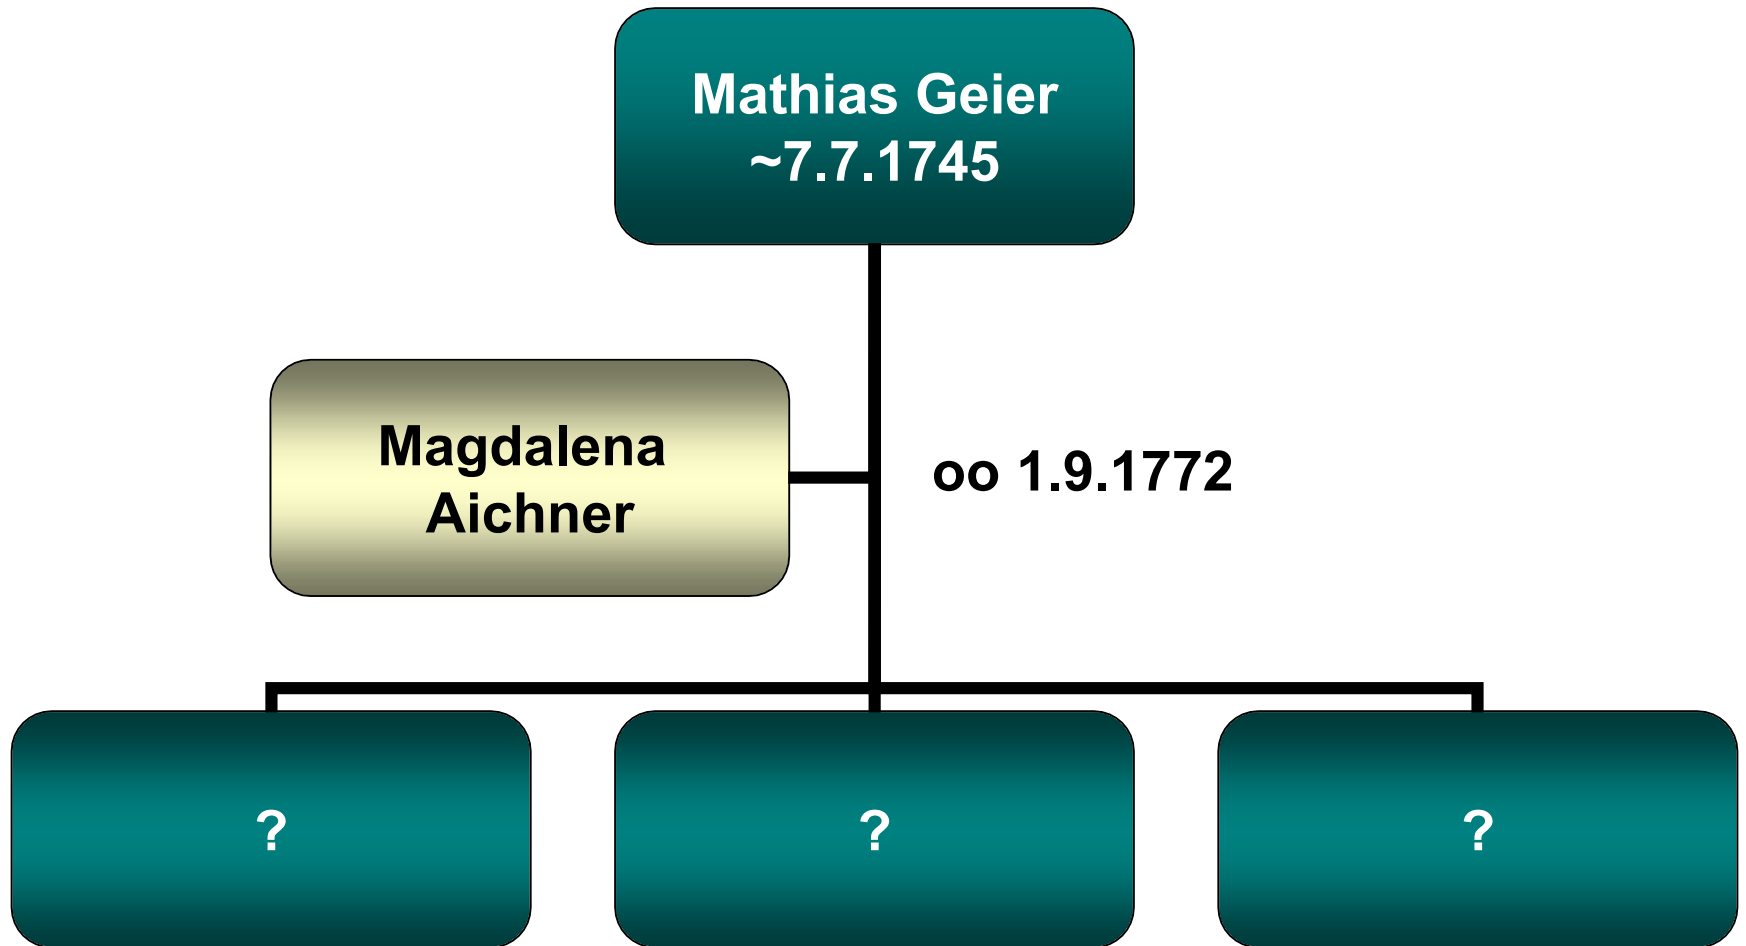 Mathias Geier
~7.7.1745
Magdalena
Aichner
oo 1.9.1772
?
?
?